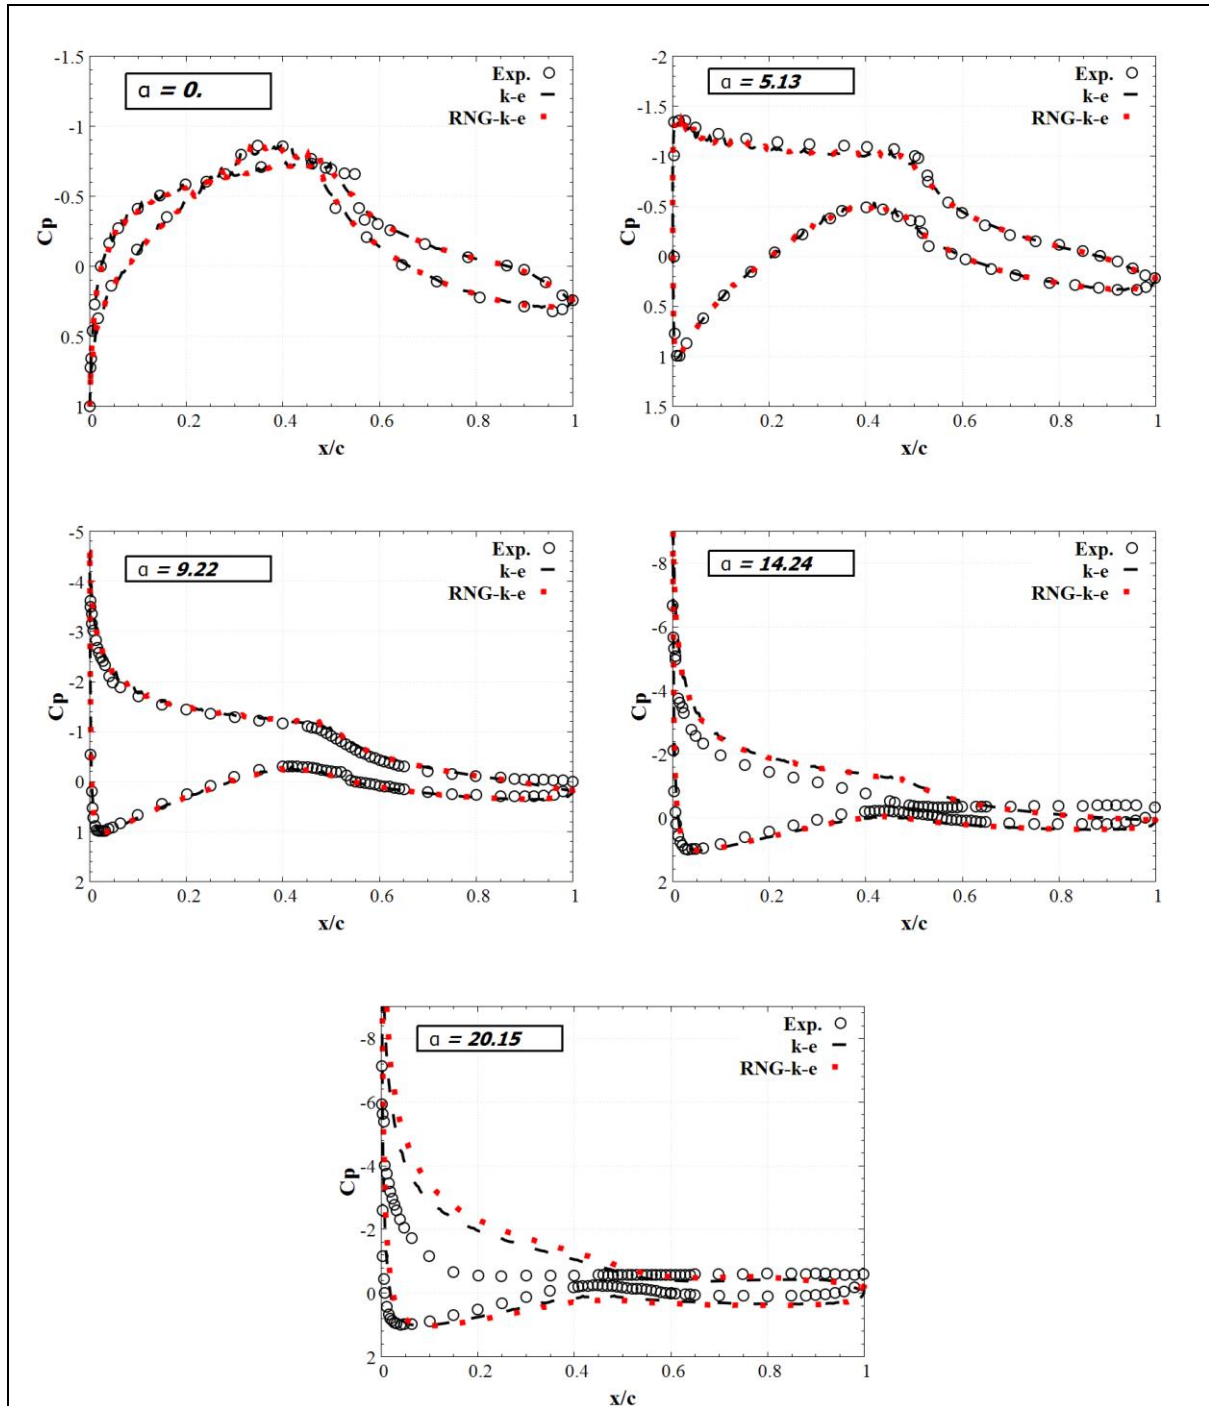 α = 0.
Exp.
k-e
RNG-k-e
-1.5
-1
-0.5
0
0.5
1
Cp
0 0.2 0.4 0.6 0.8 1
x/c
α = 5.13
Exp.
k-e
RNG-k-e
-2
-1.5
-1
-0.5
0
0.5
1
1.5
Cp
0 0.2 0.4 0.6 0.8 1
x/c
α = 9.22
Exp.
k-e
RNG-k-e
-5
-4
-3
-2
-1
0
1
2
Cp
0 0.2 0.4 0.6 0.8 1
x/c
α = 14.24
Exp.
k-e
RNG-k-e
-8
-6
-4
-2
0
2
Cp
0 0.2 0.4 0.6 0.8 1
x/c
α = 20.15
Exp.
k-e
RNG-k-e
-8
-6
-4
-2
0
2
Cp
0 0.2 0.4 0.6 0.8 1
x/c